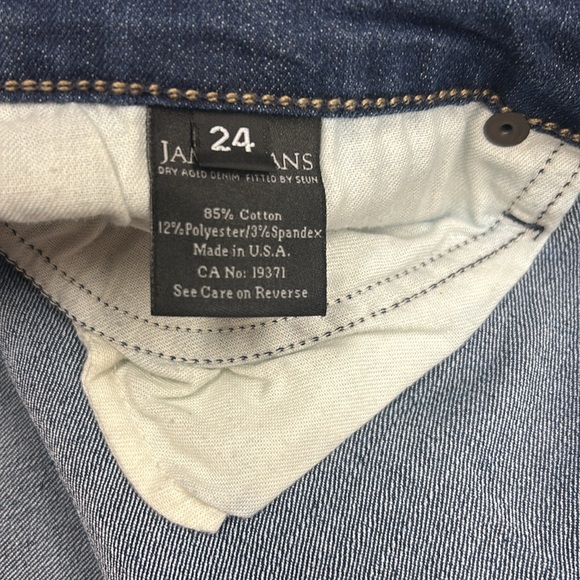 24
JA ANS
DRY AGED DENIM FITTED BY SEUN
85% Cotton
12%Polyester/3%Spandex
Made in U.S.A.
CA No: 19371
See Care on Reverse